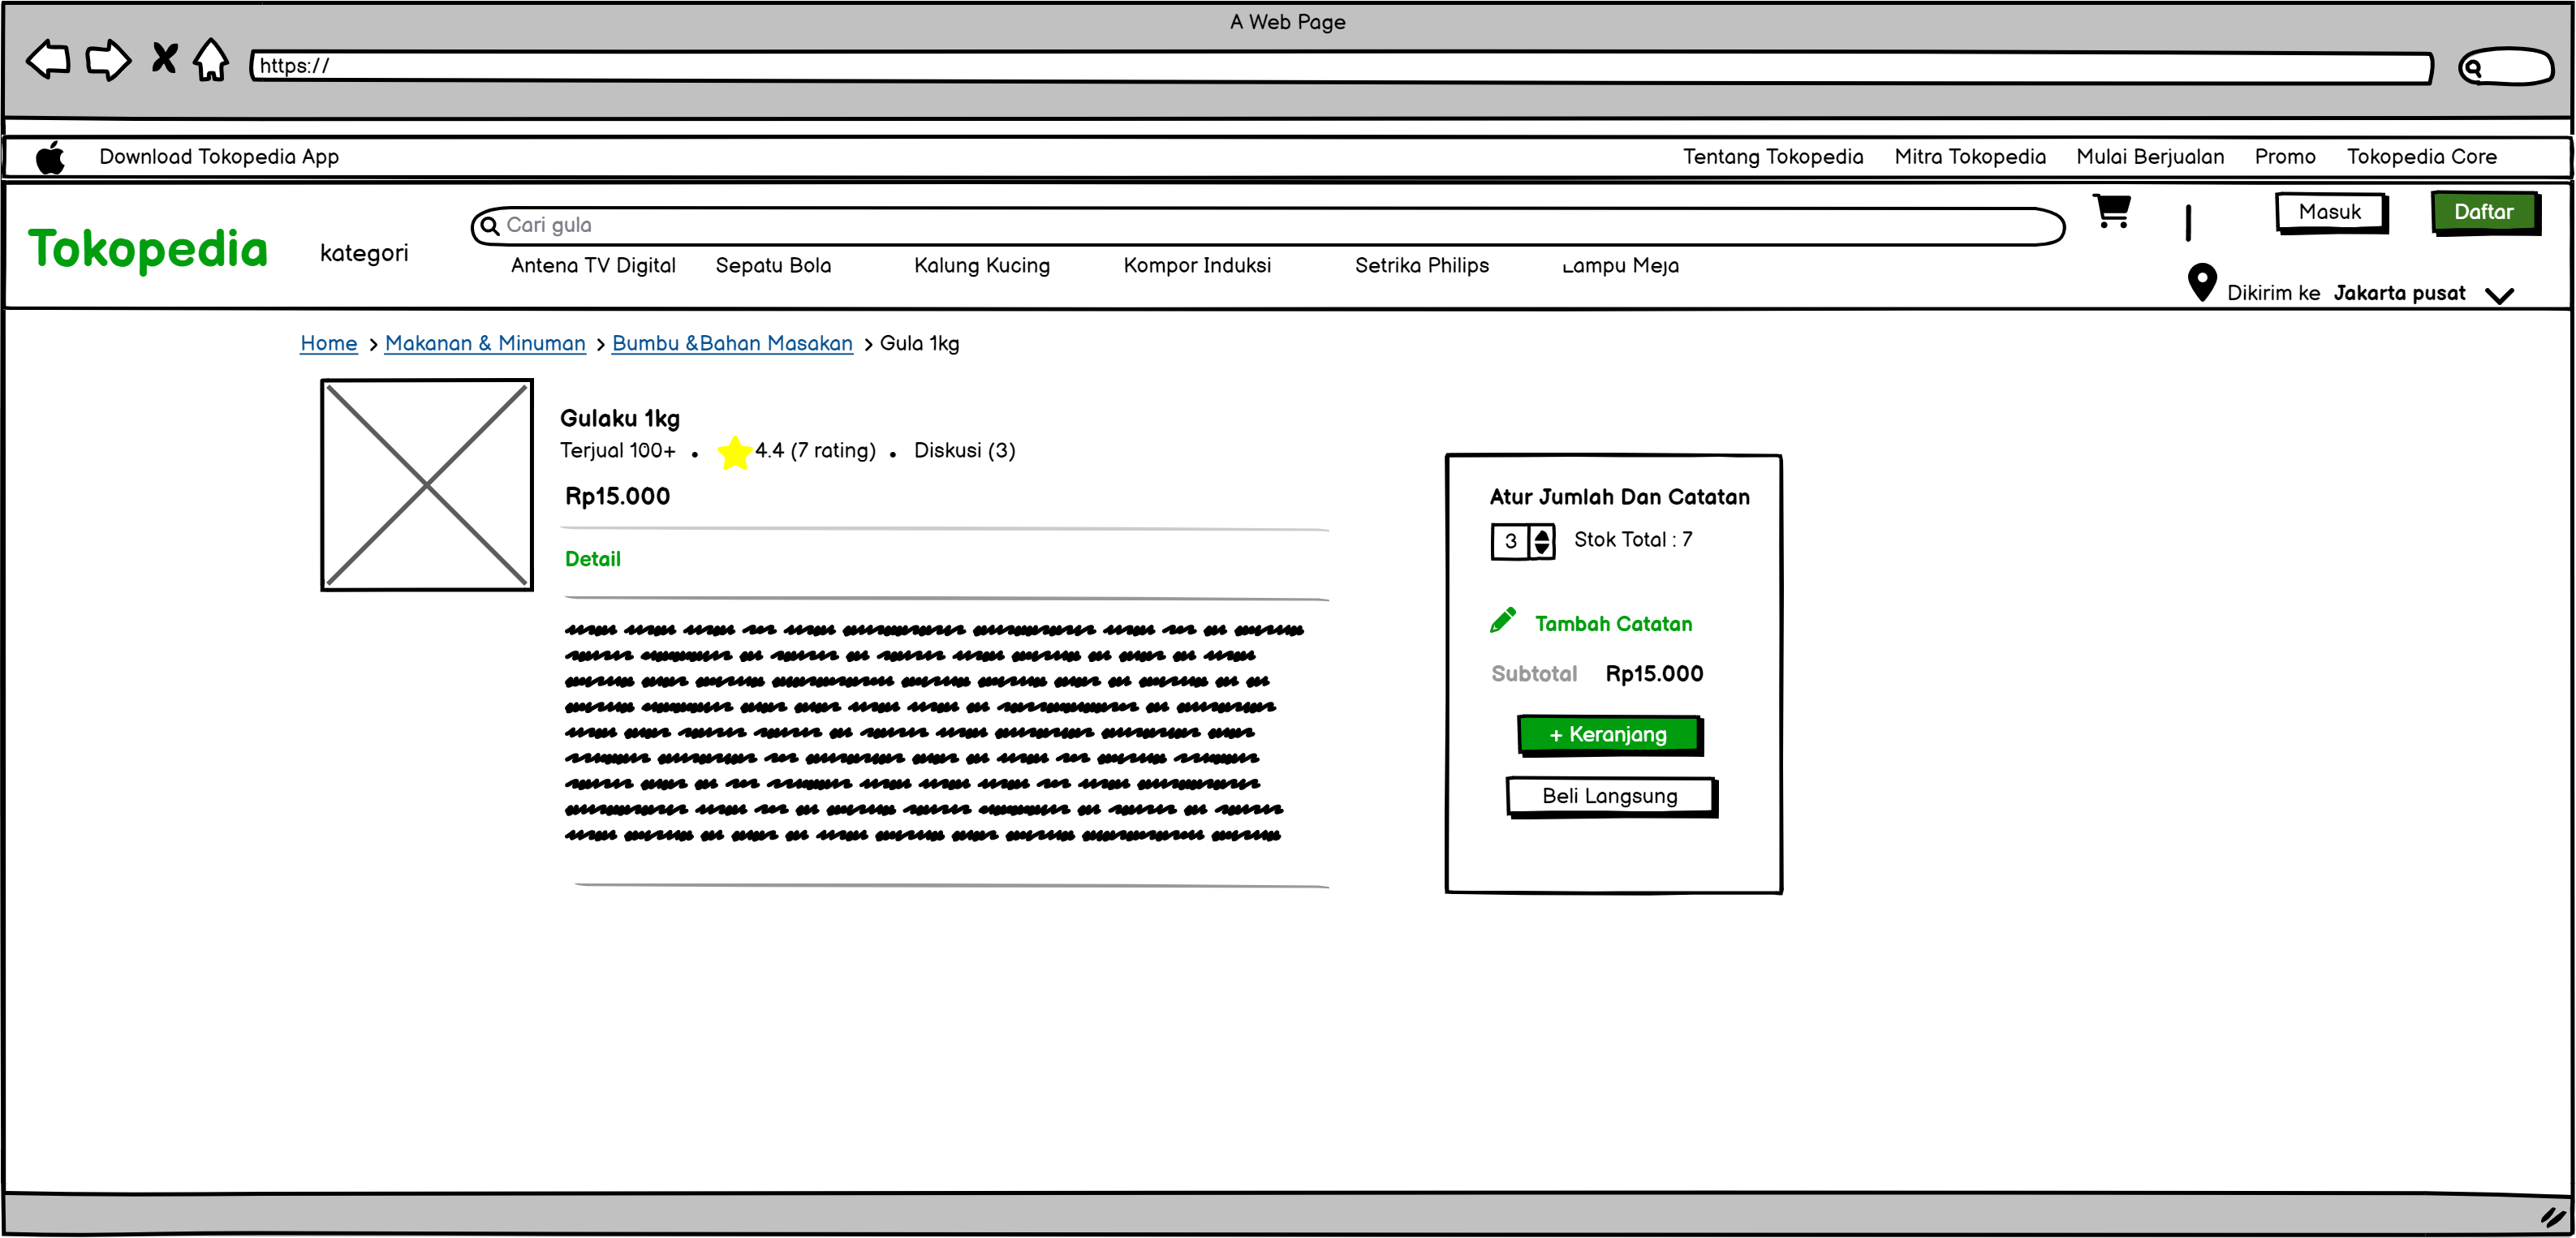 A Web Page
https://
Download Tokopedia App Tentang Tokopedia Mitra Tokopedia Mulai Berjualan Promo Tokopedia Core
Tokopedia kategori Cari gula Masuk Daftar
Antena TV Digital Sepatu Bola Kalung Kucing Kompor Induksi Setrika Philips Lampu Meja
Dikirim ke Jakarta pusat
Home > Makanan & Minuman > Bumbu &Bahan Masakan > Gula 1kg
Gulaku 1kg
Terjual 100+ • 4.4 (7 rating) • Diskusi (3)
Rp15.000
Detail
Atur Jumlah Dan Catatan
3 Stok Total : 7
Tambah Catatan
Subtotal Rp15.000
+ Keranjang
Beli Langsung